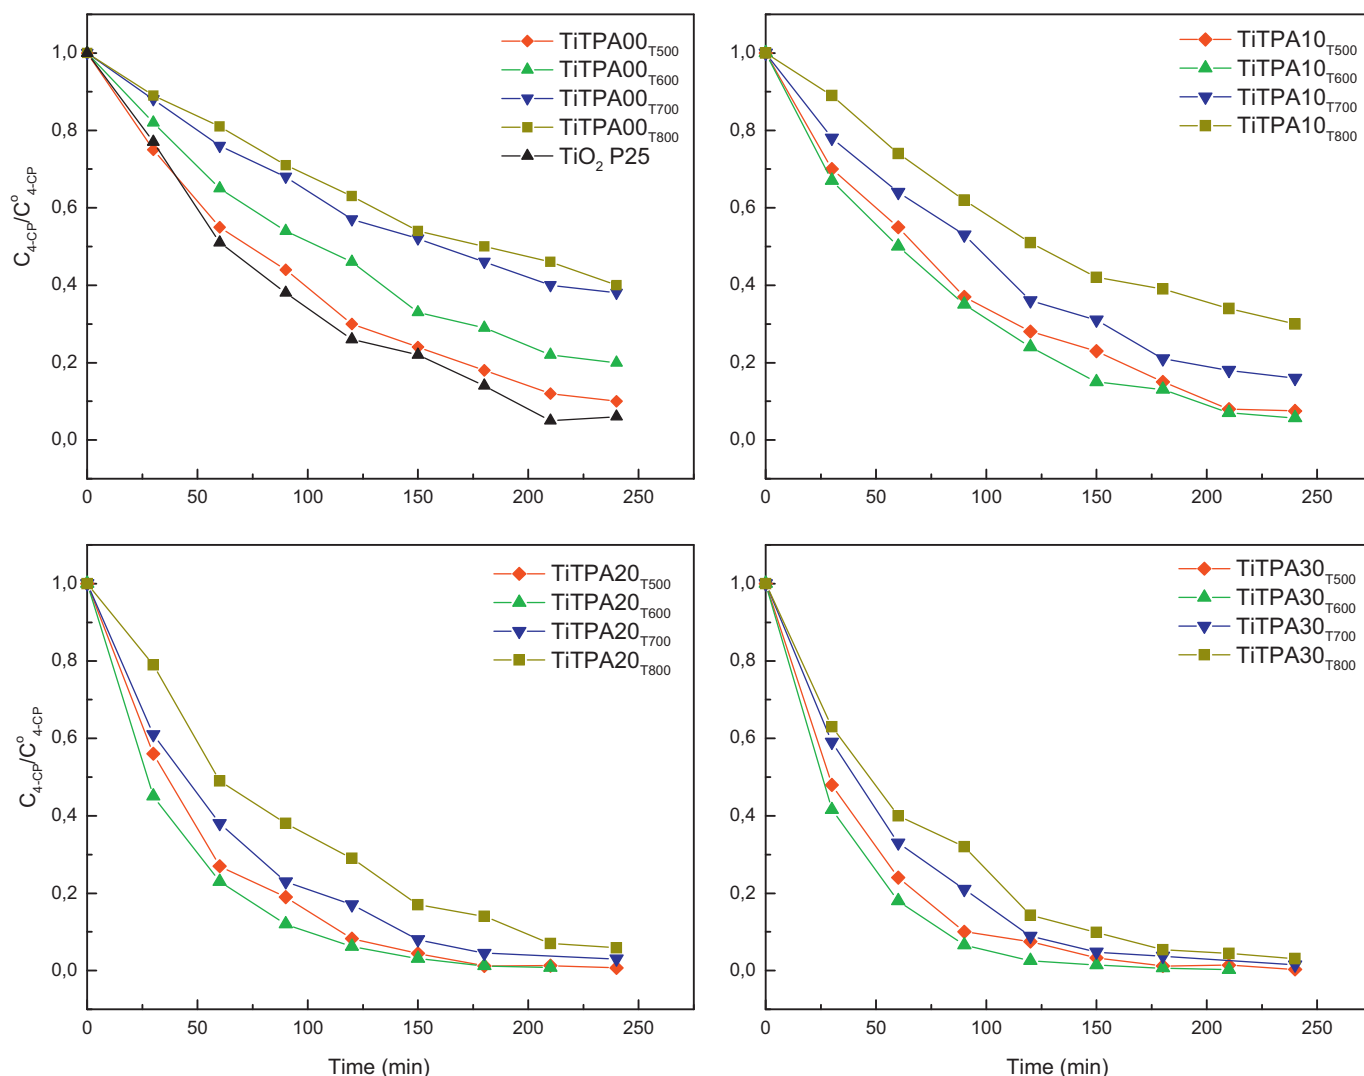 TiTPA00T500
TiTPA00T600
TiTPA00T700
TiTPA00T800
TiO2 P25
1,0
0,8
0,6
0,4
0,2
0,0
C4-CP/C°4-CP
0 50 100 150 200 250
TiTPA10T500
TiTPA10T600
TiTPA10T700
TiTPA10T800
0 50 100 150 200 250
1,0
0,8
0,6
0,4
0,2
0,0
TiTPA20T500
TiTPA20T600
TiTPA20T700
TiTPA20T800
1,0
0,8
0,6
0,4
0,2
0,0
C4-CP/C°4-CP
0 50 100 150 200 250
Time (min)
TiTPA30T500
TiTPA30T600
TiTPA30T700
TiTPA30T800
1,0
0,8
0,6
0,4
0,2
0,0
0 50 100 150 200 250
Time (min)